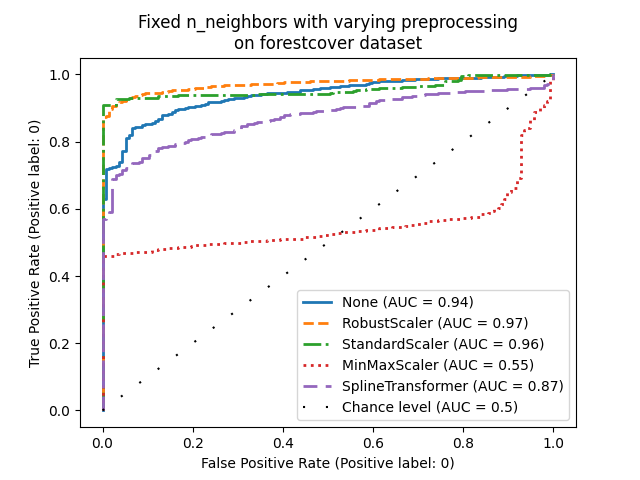 Fixed n_neighbors with varying preprocessing
on forestcover dataset
True Positive Rate (Positive label: 0)
1.0
0.8
0.6
0.4
0.2
0.0
None (AUC = 0.94)
RobustScaler (AUC = 0.97)
StandardScaler (AUC = 0.96)
MinMaxScaler (AUC = 0.55)
SplineTransformer (AUC = 0.87)
Chance level (AUC = 0.5)
0.0 0.2 0.4 0.6 0.8 1.0
False Positive Rate (Positive label: 0)